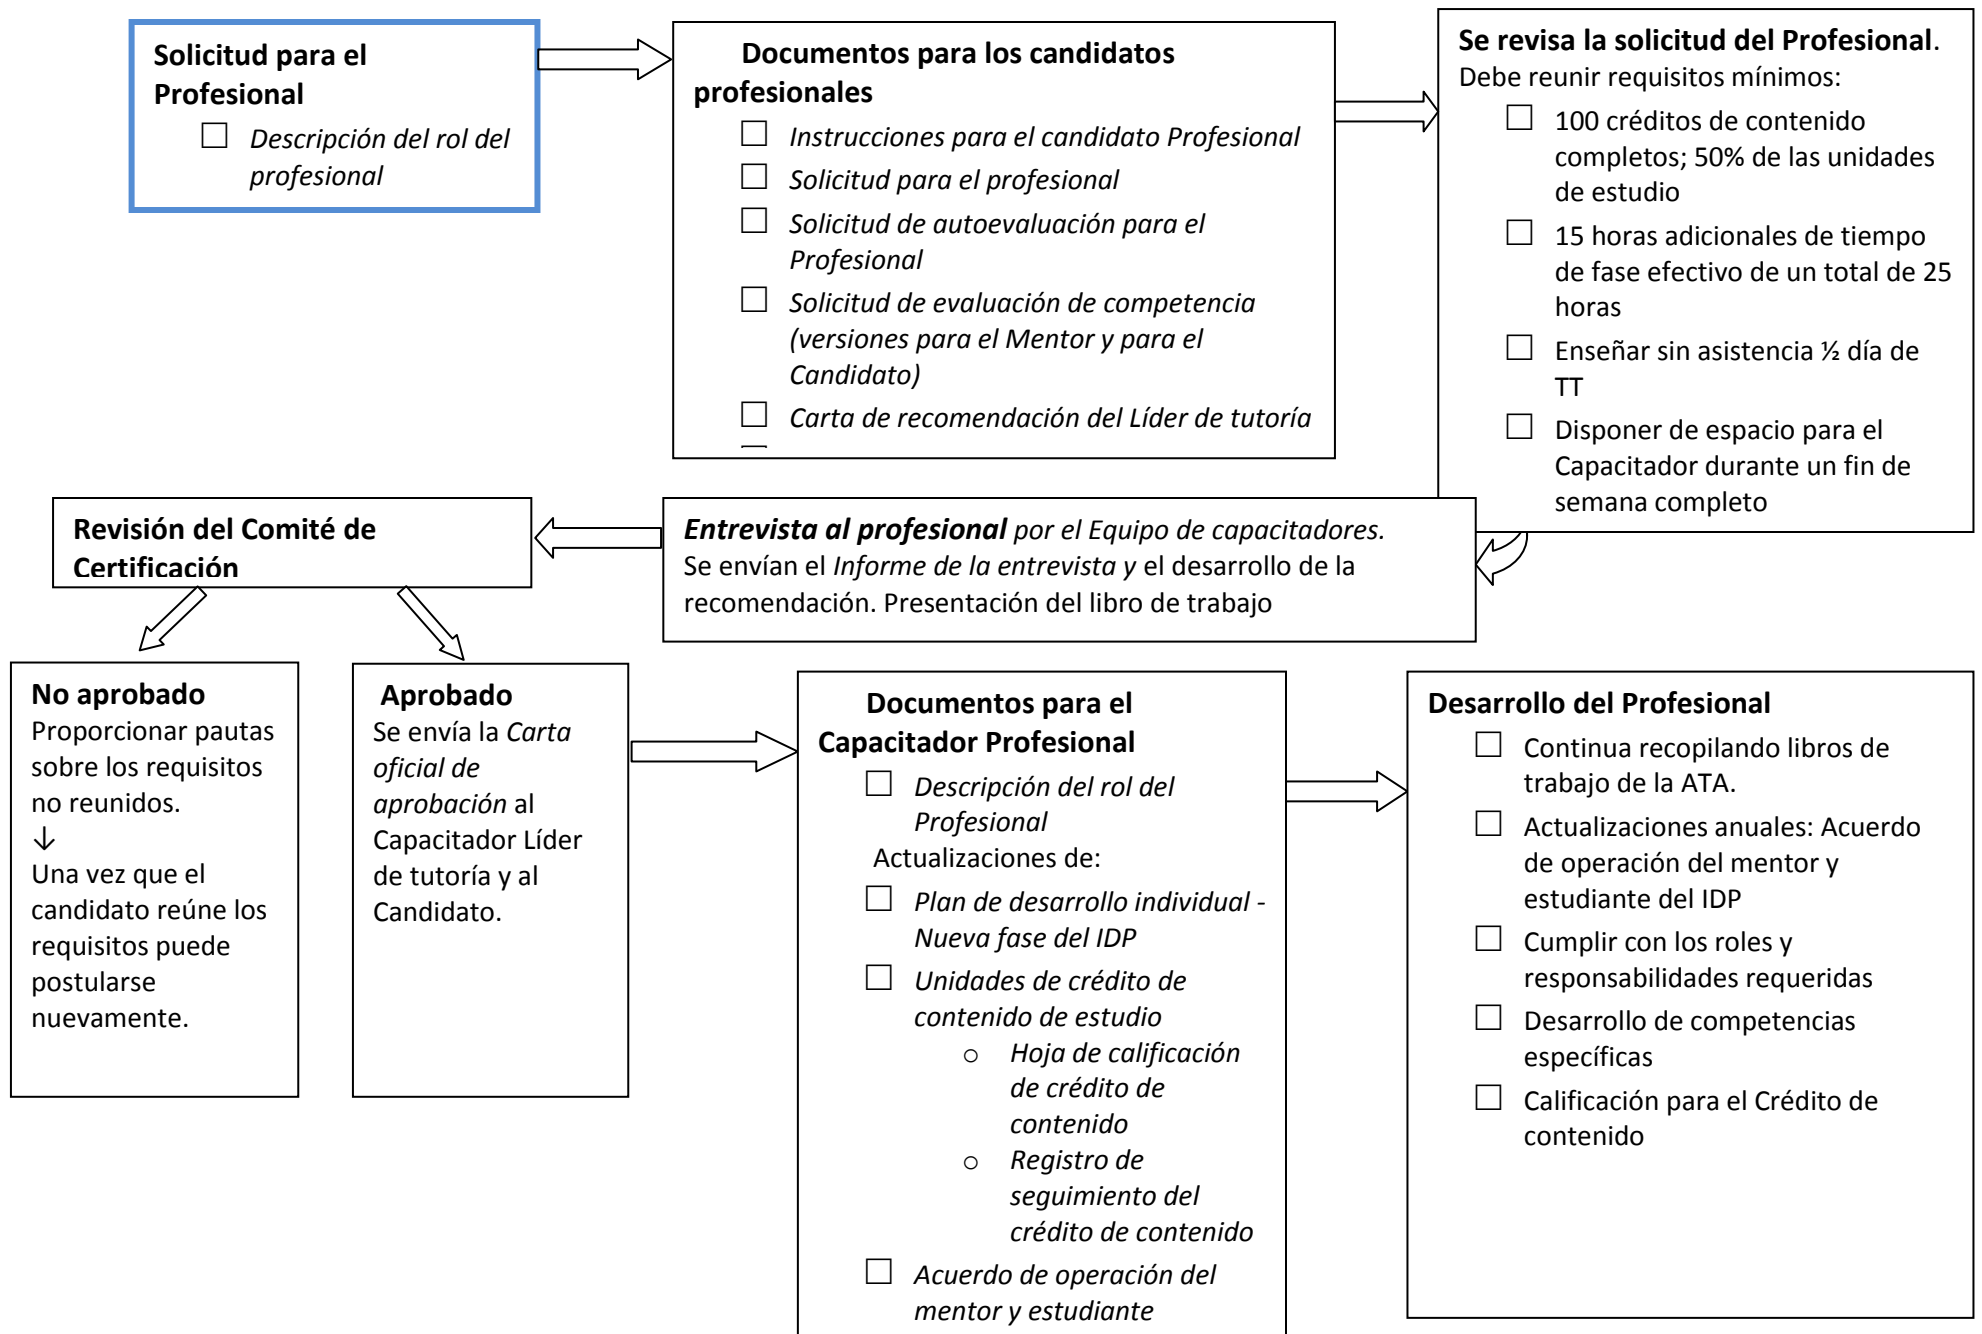 Solicitud para el
Profesional
☐ Descripción del rol del
profesional
Documentos para los candidatos
profesionales
☐ Instrucciones para el candidato Profesional
☐ Solicitud para el profesional
☐ Solicitud de autoevaluación para el
Profesional
☐ Solicitud de evaluación de competencia
(versiones para el Mentor y para el
Candidato)
☐ Carta de recomendación del Líder de tutoría
Se revisa la solicitud del Profesional.
Debe reunir requisitos mínimos:
☐ 100 créditos de contenido
completos; 50% de las unidades
de estudio
☐ 15 horas adicionales de tiempo
de fase efectivo de un total de 25
horas
☐ Enseñar sin asistencia ½ día de
TT
☐ Disponer de espacio para el
Capacitador durante un fin de
semana completo
Entrevista al profesional por el Equipo de capacitadores.
Se envían el Informe de la entrevista y el desarrollo de la
recomendación. Presentación del libro de trabajo
Revisión del Comité de
Certificación
No aprobado
Proporcionar pautas
sobre los requisitos
no reunidos.
↓
Una vez que el
candidato reúne los
requisitos puede
postularse
nuevamente.
Aprobado
Se envía la Carta
oficial de
aprobación al
Capacitador Líder
de tutoría y al
Candidato.
Documentos para el
Capacitador Profesional
☐ Descripción del rol del
Profesional
Actualizaciones de:
☐ Plan de desarrollo individual -
Nueva fase del IDP
☐ Unidades de crédito de
contenido de estudio
o Hoja de calificación
de crédito de
contenido
o Registro de
seguimiento del
crédito de contenido
☐ Acuerdo de operación del
mentor y estudiante
Desarrollo del Profesional
☐ Continua recopilando libros de
trabajo de la ATA.
☐ Actualizaciones anuales: Acuerdo
de operación del mentor y
estudiante del IDP
☐ Cumplir con los roles y
responsabilidades requeridas
☐ Desarrollo de competencias
específicas
☐ Calificación para el Crédito de
contenido